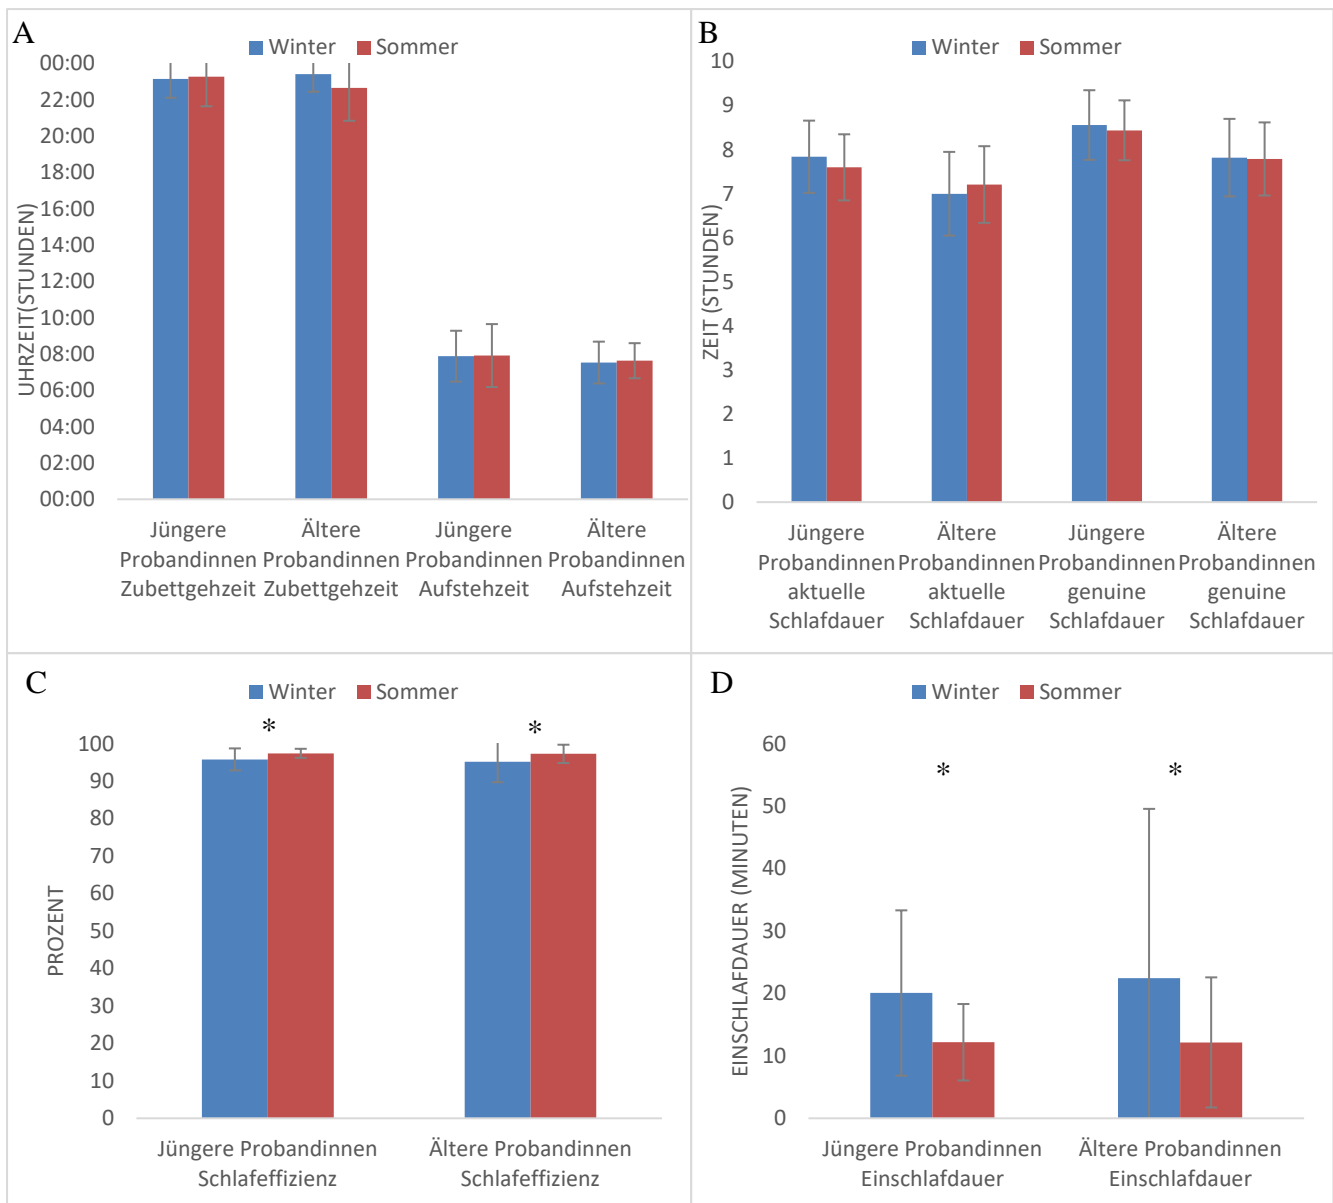 A
Winter Sommer
UHRZEIT(STUNDEN)
00:00
22:00
20:00
18:00
16:00
14:00
12:00
10:00
08:00
06:00
04:00
02:00
00:00
Jüngere Ältere Jüngere Ältere
Probandinnen Probandinnen Probandinnen Probandinnen
Zubettgehzeit Zubettgehzeit Aufstehzeit Aufstehzeit
B
Winter Sommer
ZEIT (STUNDEN)
10
9
8
7
6
5
4
3
2
1
0
Jüngere Ältere Jüngere Ältere
Probandinnen Probandinnen Probandinnen Probandinnen
aktuelle aktuelle genuine genuine
Schlafdauer Schlafdauer Schlafdauer Schlafdauer
C
Winter Sommer
* *
PROZENT
100
90
80
70
60
50
40
30
20
10
0
Jüngere Probandinnen Ältere Probandinnen
Schlafeffizienz Schlafeffizienz
D
Winter Sommer
* *
EINSCHLAFDAUER (MINUTEN)
60
50
40
30
20
10
0
Jüngere Probandinnen Ältere Probandinnen
Einschlafdauer Einschlafdauer